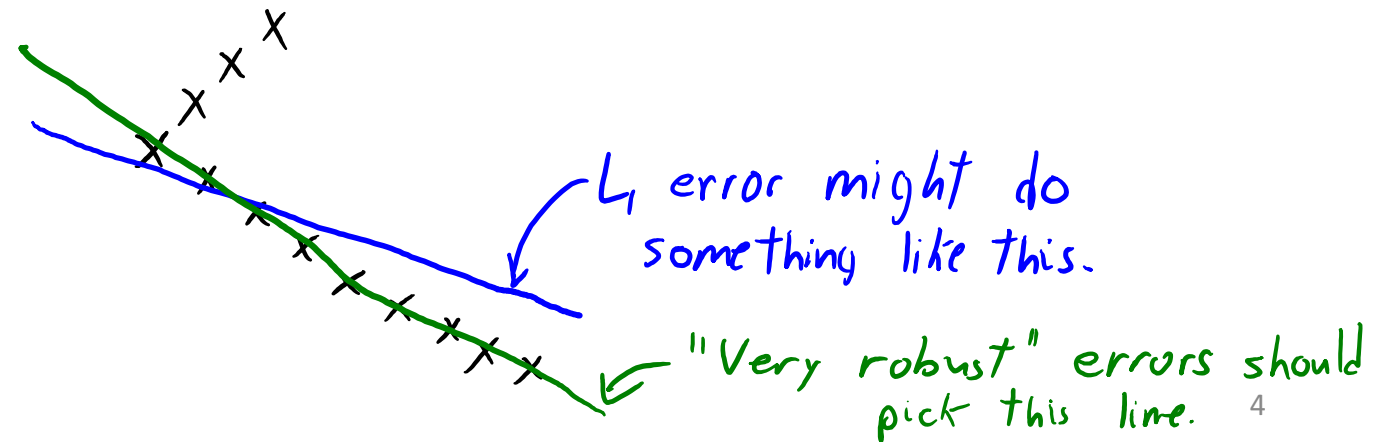 L₁ error might do
something like this.
"Very robust" errors should
pick this line.
4